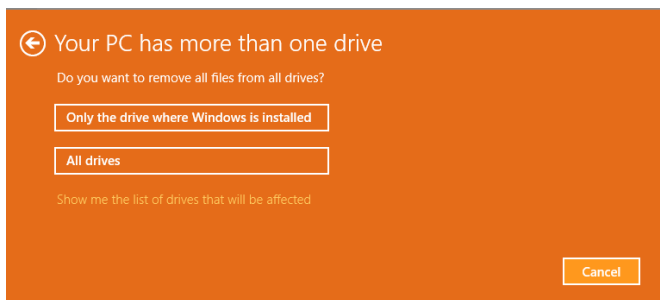 Your PC has more than one drive
Do you want to remove all files from all drives?
Only the drive where Windows is installed
All drives
Show me the list of drives that will be affected
Cancel